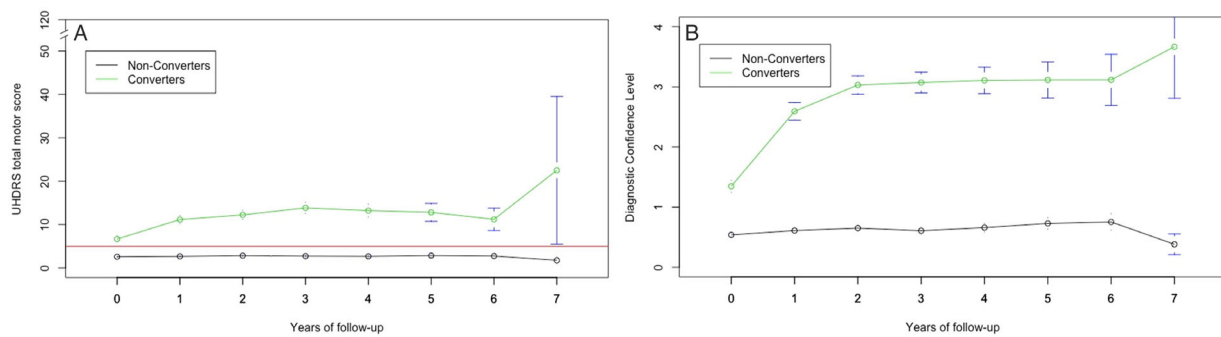 A
UHDRS total motor score
120
50
40
30
20
10
0
Non-Converters
Converters
0 1 2 3 4 5 6 7
Years of follow-up
B
Diagnostic Confidence Level
4
3
2
1
0
Non-Converters
Converters
0 1 2 3 4 5 6 7
Years of follow-up